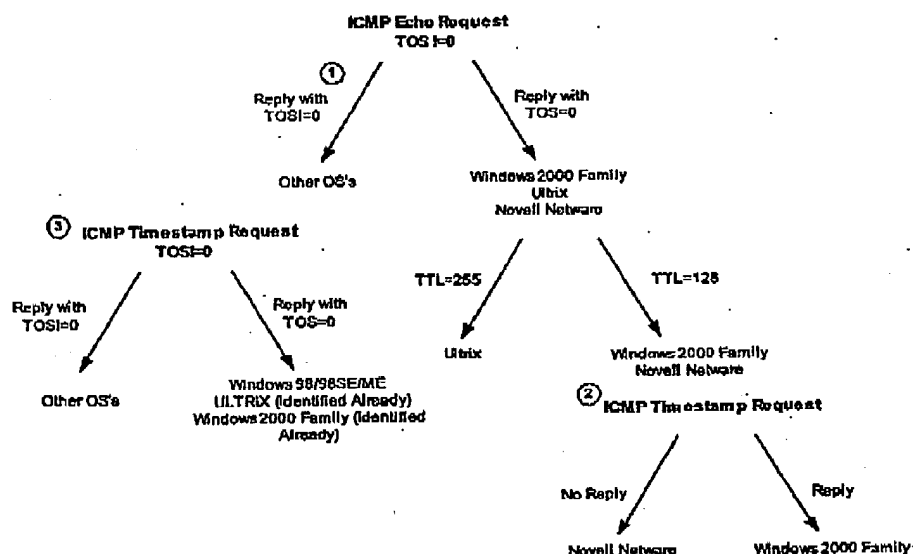 ICMP Echo Request
TOS!=0
1
Reply with
TOS!=0
Reply with
TOS=0
Other OS's
Windows 2000 Family
Ultrix
Novell Netware
3 ICMP Timestamp Request
TOS!=0
TTL=255
TTL=128
Reply with
TOS!=0
Reply with
TOS=0
Ultrix
Windows 2000 Family
Novell Netware
Other OS's
Windows 98/98SE/ME
ULTRIX (Identified Already)
Windows 2000 Family (Identified
Already)
2 ICMP Timestamp Request
No Reply
Reply
Novell Netware
Windows 2000 Family